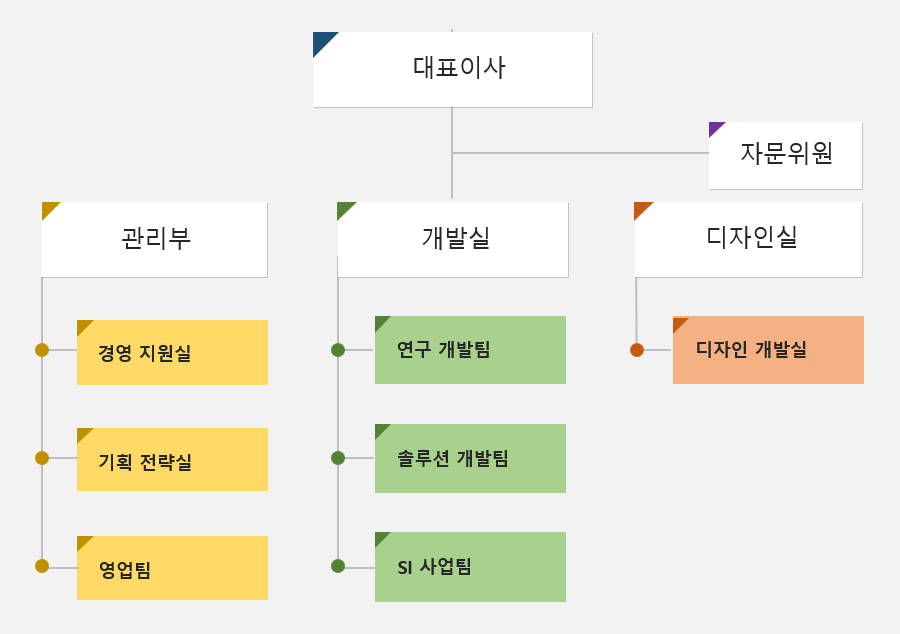 대표이사
자문위원
관리부
개발실
디자인실
경영 지원실
연구 개발팀
디자인 개발실
기획 전략실
솔루션 개발팀
영업팀
SI 사업팀